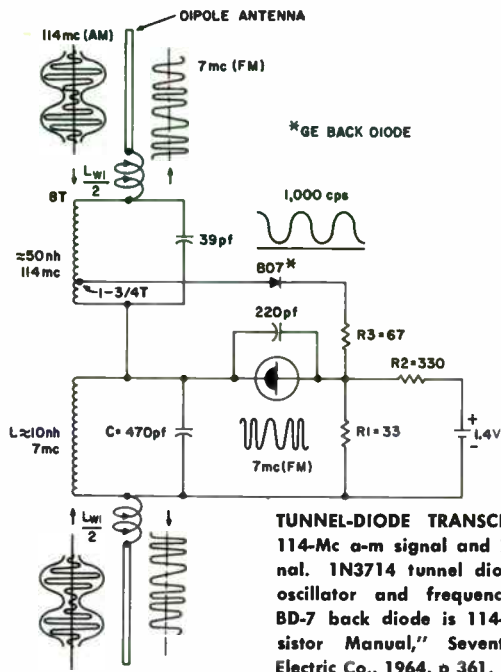 DIPOLE ANTENNA
114mc (AM)
7mc (FM)
*GE BACK DIODE
LWI
2
8T
1,000 cps
39pf
≈50nh
114mc
BD7*
1-3/4T
220pf
R3=67
R2=330
L≈10nh
7mc
C= 470pf
R1=33
+
1.4V
-
7mc(FM)
LWI
2
TUNNEL-DIODE TRANSC
114-Mc a-m signal and
nal. 1N3714 tunnel dio
oscillator and frequenc
BD-7 back diode is 114-
sistor Manual," Sevent
Electric Co., 1964, p 361.